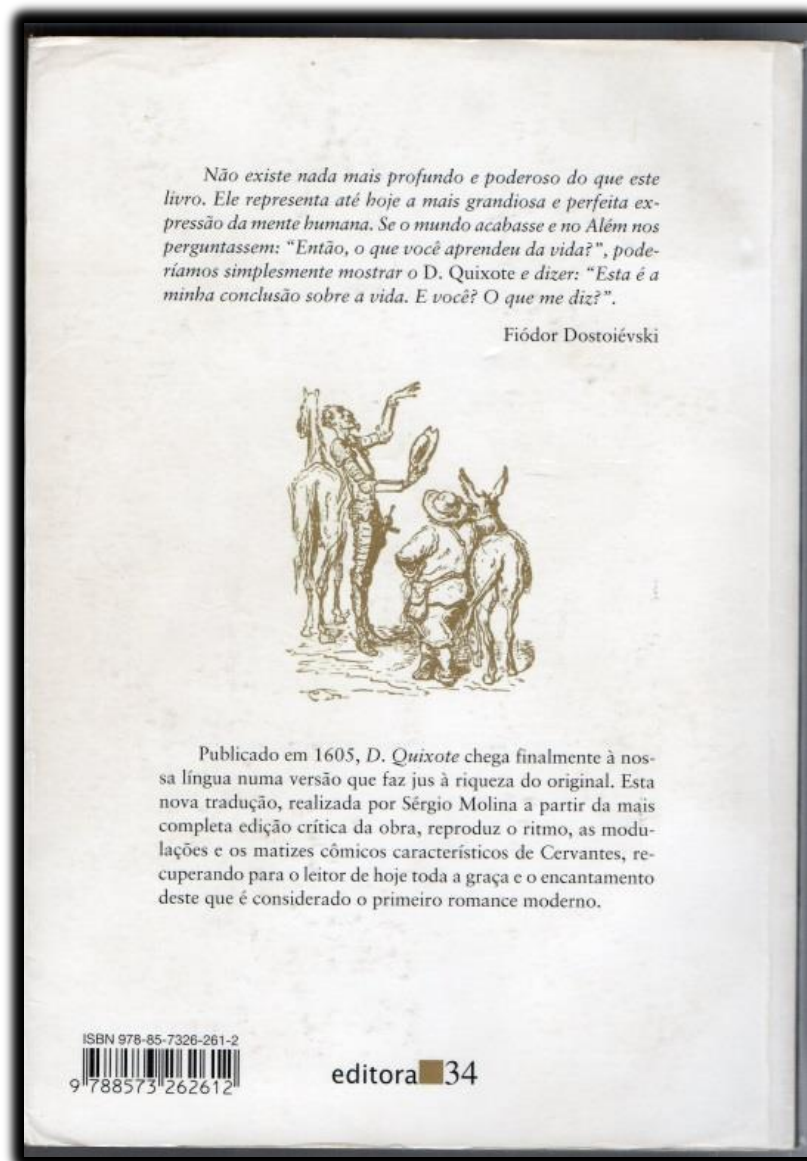 Não existe nada mais profundo e poderoso do que este
livro. Ele representa até hoje a mais grandiosa e perfeita ex-
pressão da mente humana. Se o mundo acabasse e no Além nos
perguntassem: “Então, o que você aprendeu da vida?”, pode-
ríamos simplesmente mostrar o D. Quixote e dizer: “Esta é a
minha conclusão sobre a vida. E você? O que me diz?”.
Fiódor Dostoiévski
Publicado em 1605, D. Quixote chega finalmente à nos-
sa língua numa versão que faz jus à riqueza do original. Esta
nova tradução, realizada por Sérgio Molina a partir da mais
completa edição crítica da obra, reproduz o ritmo, as modu-
lações e os matizes cômicos característicos de Cervantes, re-
cuperando para o leitor de hoje toda a graça e o encantamento
deste que é considerado o primeiro romance moderno.
ISBN 978-85-7326-261-2
9 788573 262612
editora 34